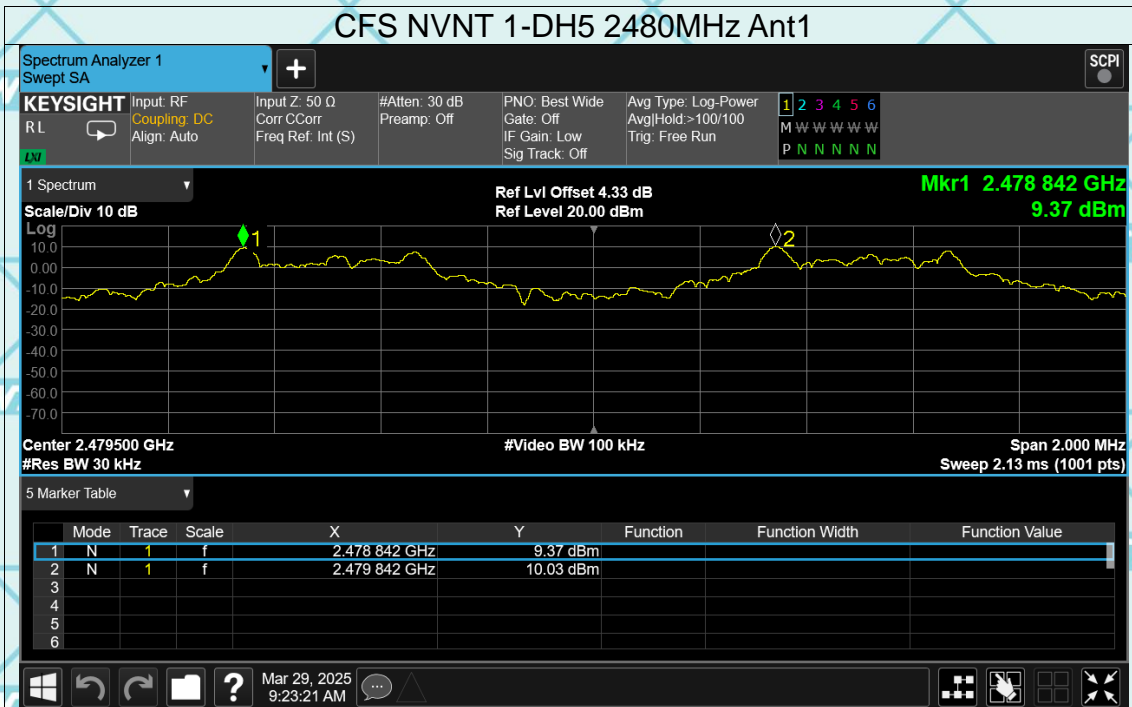 CFS NVNT 1-DH5 2480MHz Ant1
Spectrum Analyzer 1
Swept SA
+
SCPI
KEYSIGHT
R L
LXI
Input: RF
Coupling: DC
Align: Auto
Input Z: 50 Ω
Corr CCorr
Freq Ref: Int (S)
#Atten: 30 dB
Preamp: Off
PNO: Best Wide
Gate: Off
IF Gain: Low
Sig Track: Off
Avg Type: Log-Power
Avg|Hold:>100/100
Trig: Free Run
1 2 3 4 5 6
M W W W W W
P N N N N N
1 Spectrum
Scale/Div 10 dB
Ref Lvl Offset 4.33 dB
Ref Level 20.00 dBm
Mkr1 2.478 842 GHz
9.37 dBm
Log
10.0
0.00
-10.0
-20.0
-30.0
-40.0
-50.0
-60.0
-70.0
1
2
Center 2.479500 GHz
#Video BW 100 kHz
Span 2.000 MHz
#Res BW 30 kHz
Sweep 2.13 ms (1001 pts)
5 Marker Table
Mode Trace Scale X Y Function Function Width Function Value
1 N 1 f 2.478 842 GHz 9.37 dBm
2 N 1 f 2.479 842 GHz 10.03 dBm
3
4
5
6
?
Mar 29, 2025
9:23:21 AM